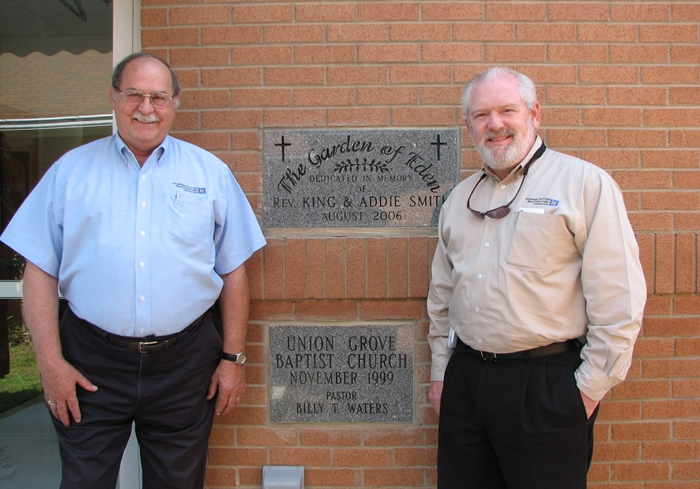 The Garden of Eden
DEDICATED IN MEMORY
OF
REV. KING & ADDIE SMITH
AUGUST 2006
UNION GROVE
BAPTIST CHURCH
NOVEMBER 1999
PASTOR
BILLY T. WATERS